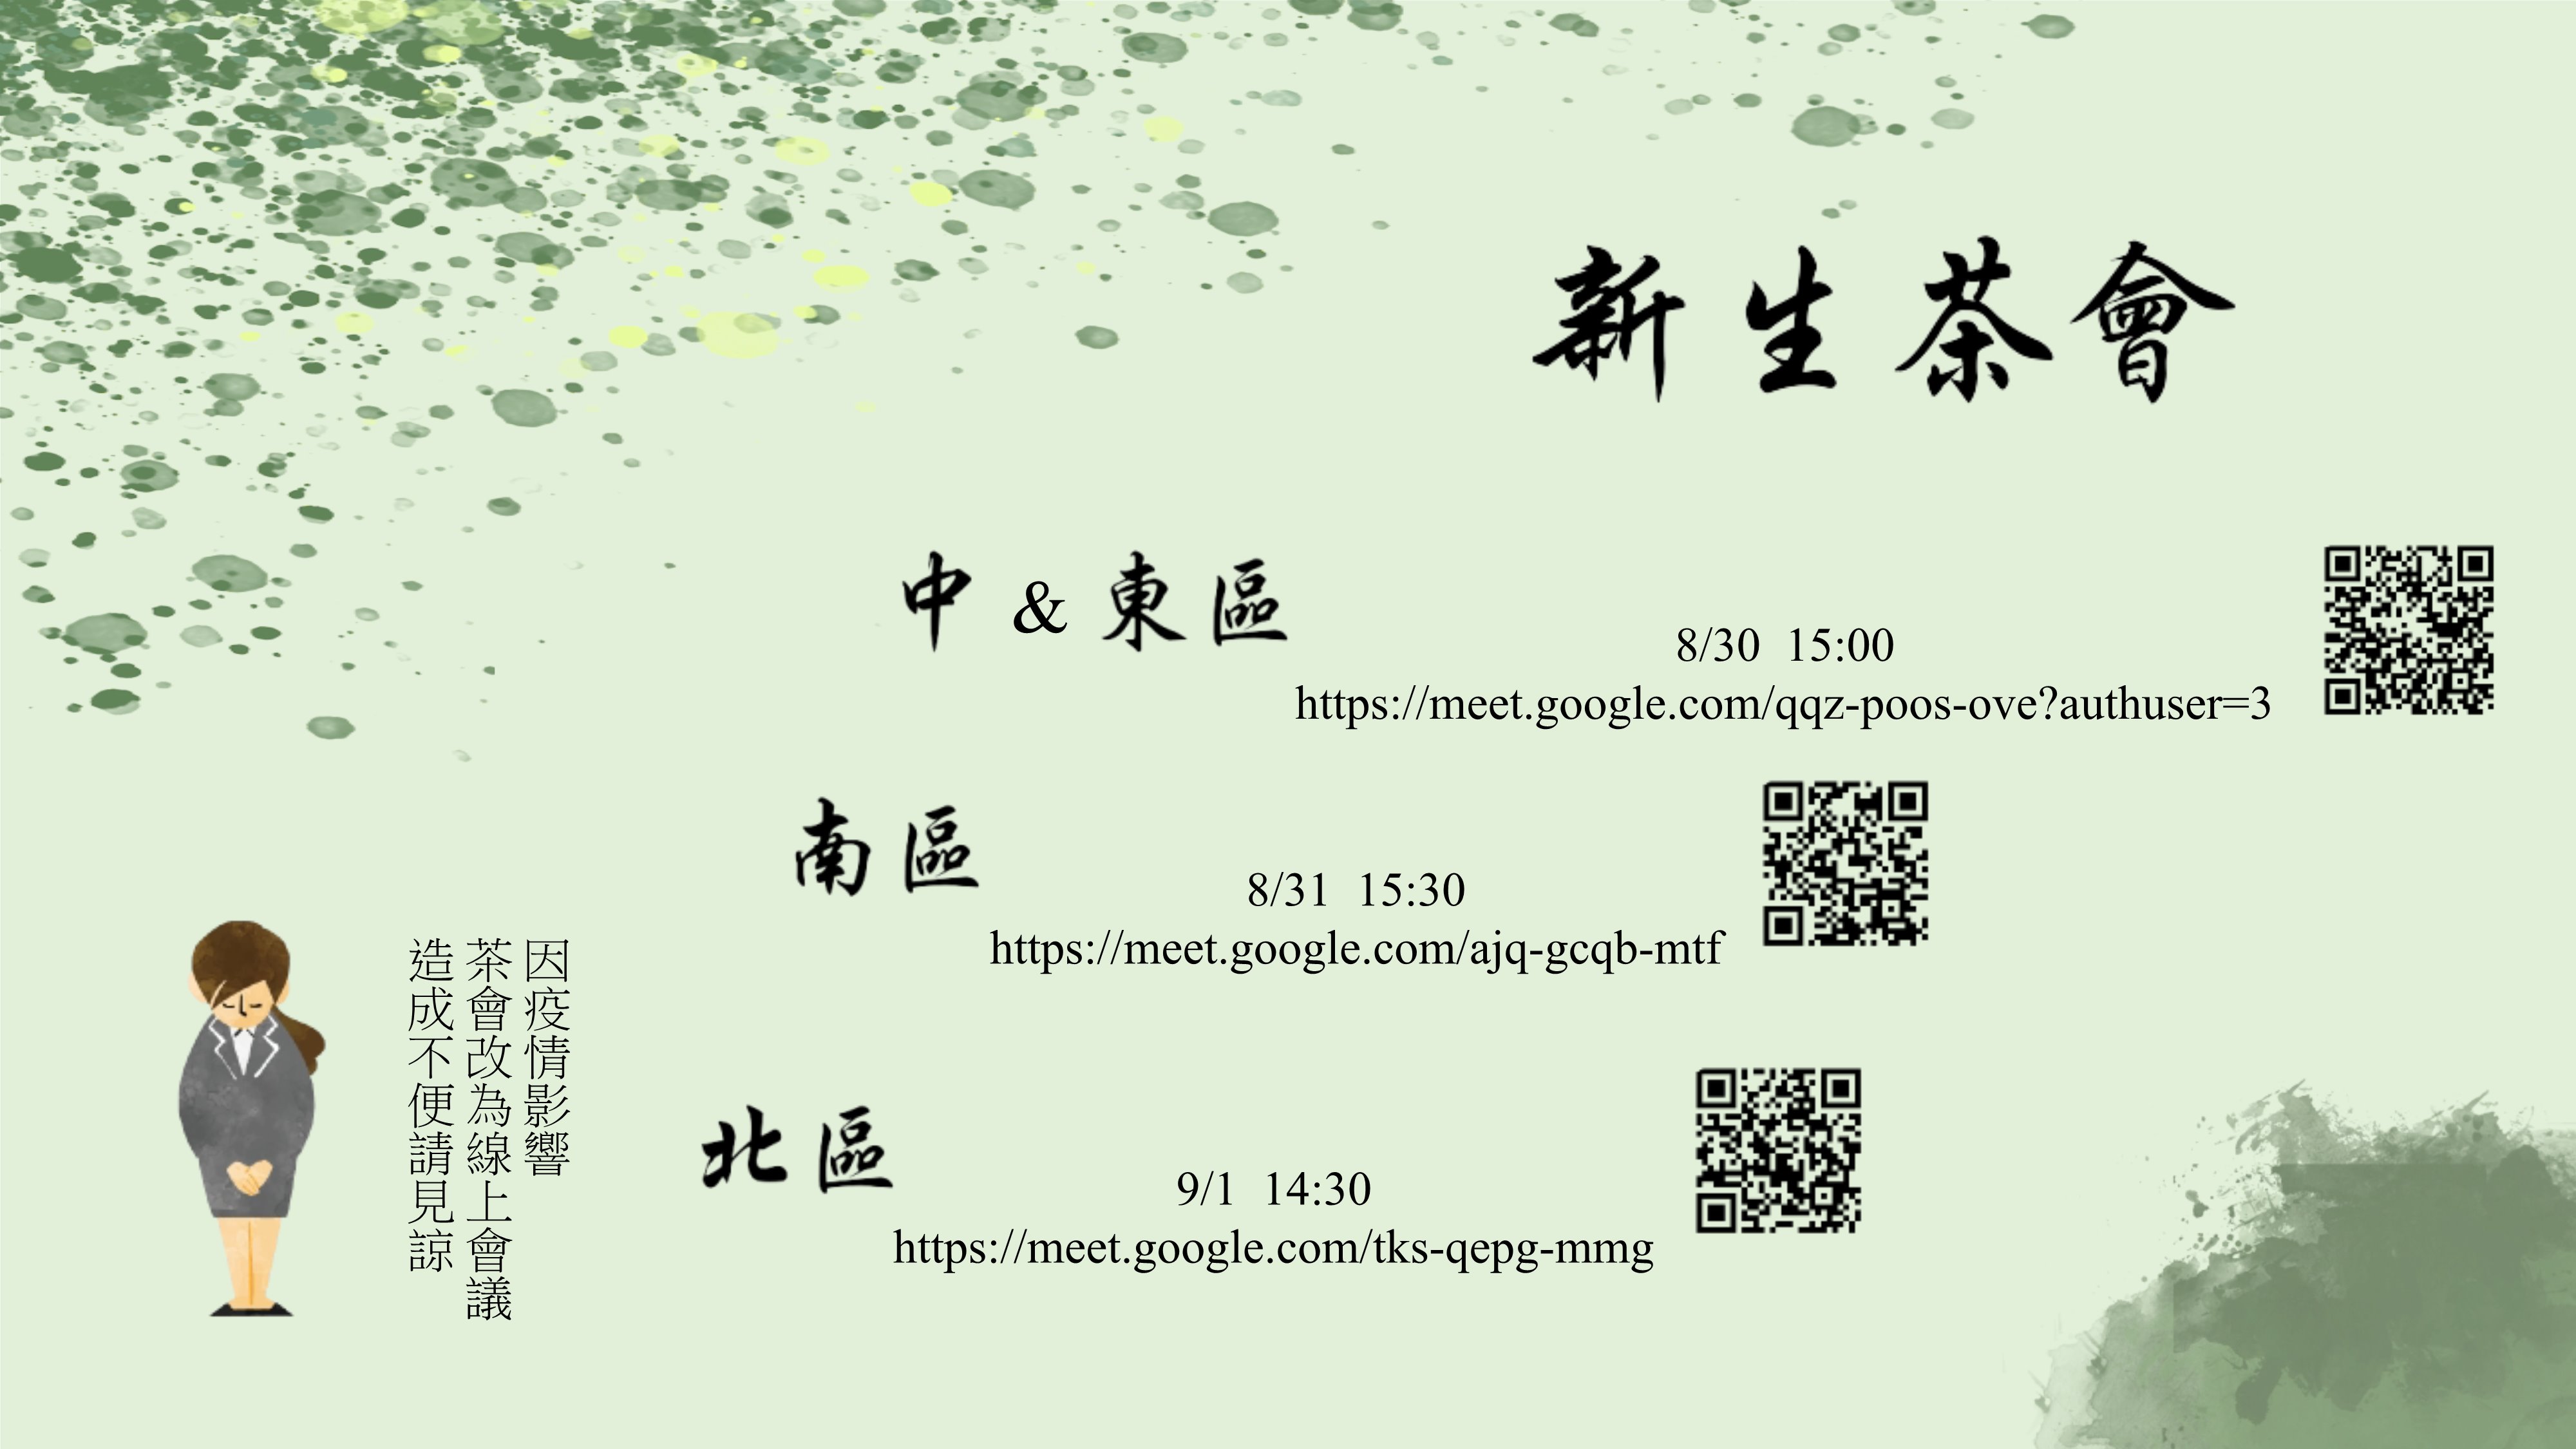 新生茶會
中 & 東區
8/30 15:00
https://meet.google.com/qqz-poos-ove?authuser=3
南區
8/31 15:30
https://meet.google.com/ajq-gcqb-mtf
北區
9/1 14:30
https://meet.google.com/tks-qepg-mmg
因疫情影響
茶會改為線上會議
造成不便請見諒